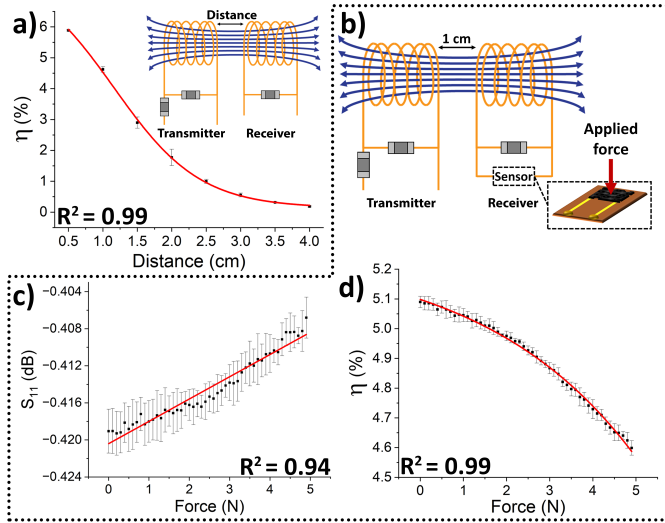 a)
6
5
4
3
2
1
0
η (%)
0.5 1.0 1.5 2.0 2.5 3.0 3.5 4.0
Distance (cm)
R² = 0.99
Distance
Transmitter
Receiver
b)
1 cm
Applied
force
Sensor
Transmitter
Receiver
c)
−0.404
−0.408
−0.412
−0.416
−0.420
−0.424
S₁₁ (dB)
0 1 2 3 4 5
Force (N)
R² = 0.94
d)
5.2
5.1
5.0
4.9
4.8
4.7
4.6
4.5
η (%)
0 1 2 3 4 5
Force (N)
R² = 0.99